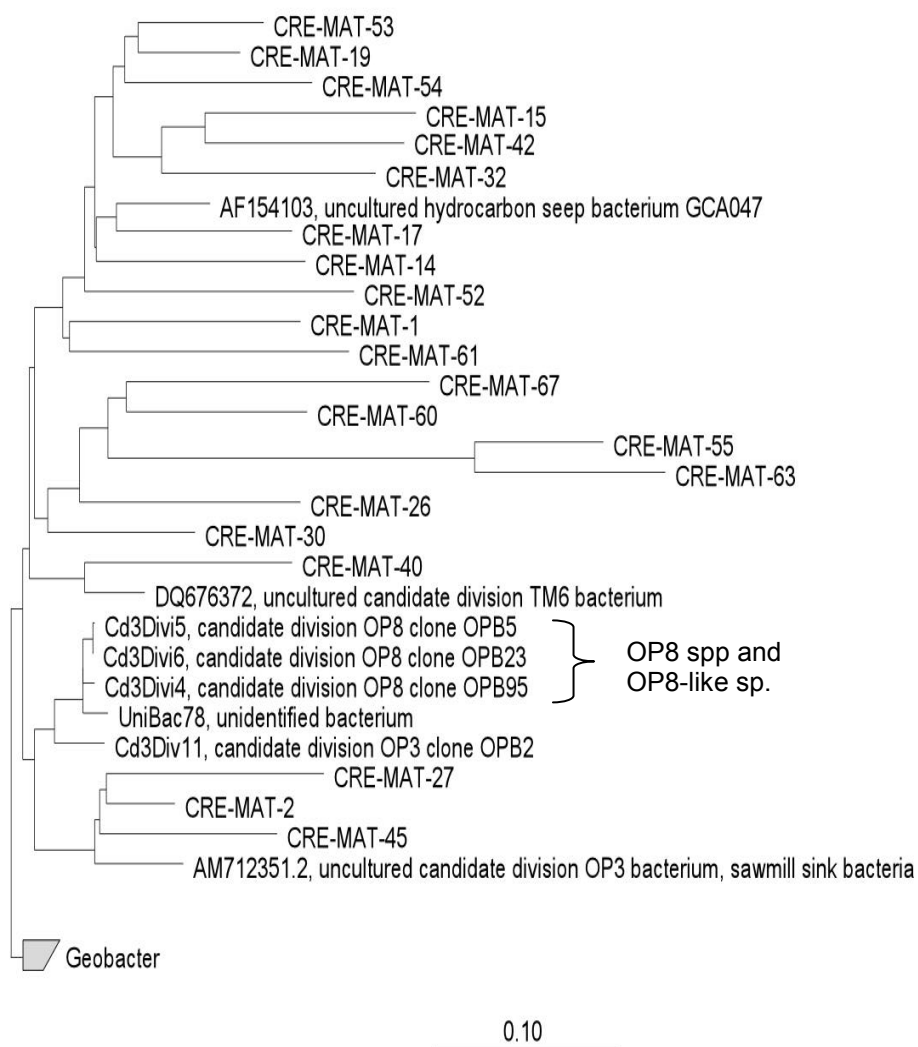 CRE-MAT-53
CRE-MAT-19
CRE-MAT-54
CRE-MAT-15
CRE-MAT-42
CRE-MAT-32
AF154103, uncultured hydrocarbon seep bacterium GCA047
CRE-MAT-17
CRE-MAT-14
CRE-MAT-52
CRE-MAT-1
CRE-MAT-61
CRE-MAT-67
CRE-MAT-60
CRE-MAT-55
CRE-MAT-63
CRE-MAT-26
CRE-MAT-30
CRE-MAT-40
DQ676372, uncultured candidate division TM6 bacterium
Cd3Divi5, candidate division OP8 clone OPB5
Cd3Divi6, candidate division OP8 clone OPB23
Cd3Divi4, candidate division OP8 clone OPB95
OP8 spp and
OP8-like sp.
UniBac78, unidentified bacterium
Cd3Div11, candidate division OP3 clone OPB2
CRE-MAT-27
CRE-MAT-2
CRE-MAT-45
AM712351.2, uncultured candidate division OP3 bacterium, sawmill sink bacteria
Geobacter
0.10